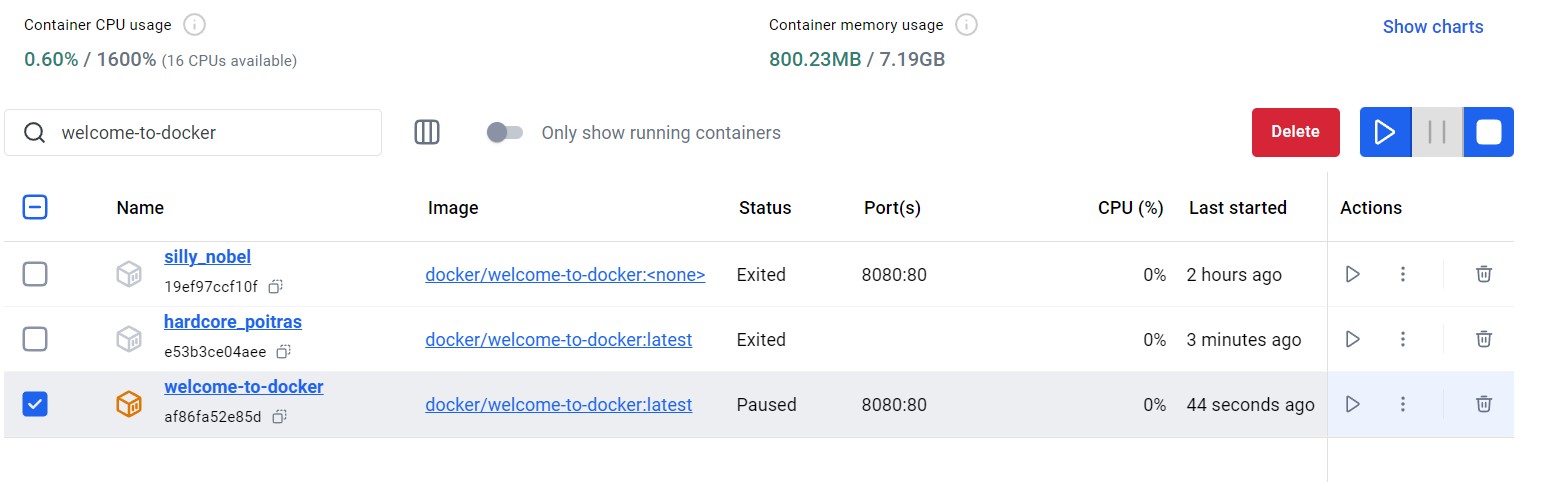 Container CPU usage
Container memory usage
Show charts
0.60% / 1600% (16 CPUs available)
800.23MB / 7.19GB
welcome-to-docker
Only show running containers
Delete
Name Image Status Port(s) CPU (%) Last started Actions
silly_nobel
19ef97ccf10f
docker/welcome-to-docker:<none> Exited 8080:80 0% 2 hours ago
hardcore_poitras
e53b3ce04aee
docker/welcome-to-docker:latest Exited 0% 3 minutes ago
welcome-to-docker
af86fa52e85d
docker/welcome-to-docker:latest Paused 8080:80 0% 44 seconds ago